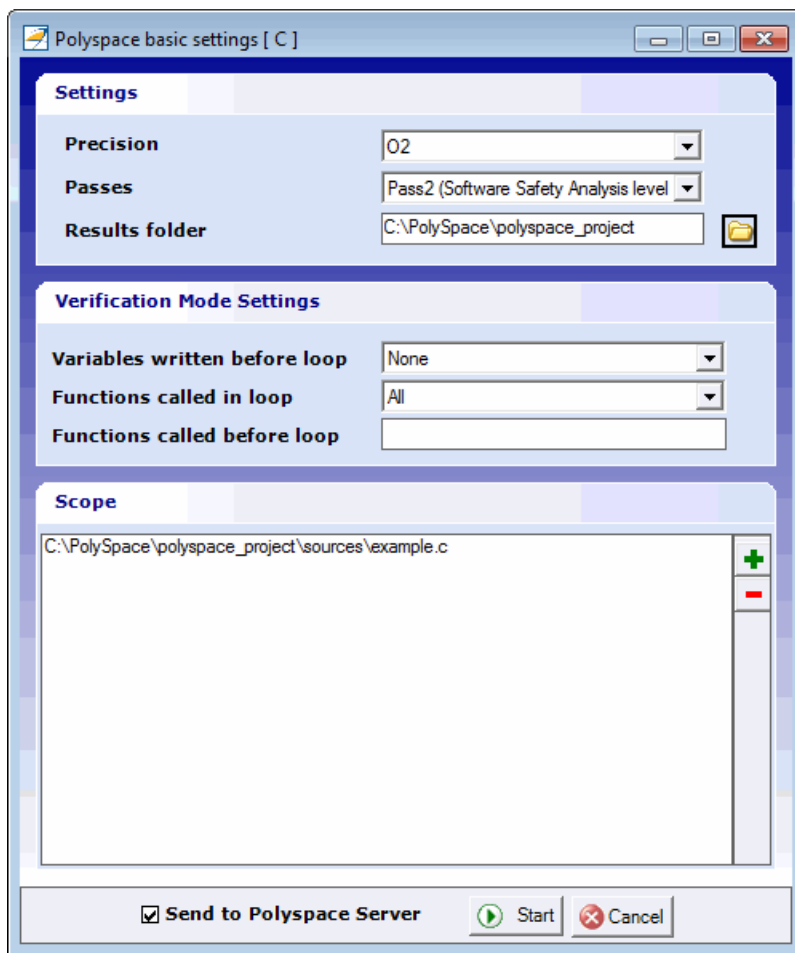 Polyspace basic settings [ C ]
Settings
Precision O2
Passes Pass2 (Software Safety Analysis level
Results folder C:\PolySpace\polyspace_project
Verification Mode Settings
Variables written before loop None
Functions called in loop All
Functions called before loop
Scope
C:\PolySpace\polyspace_project\sources\example.c
Send to Polyspace Server Start Cancel